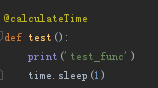 @calculateTime
def test():
    print('test_func')
    time.sleep(1)